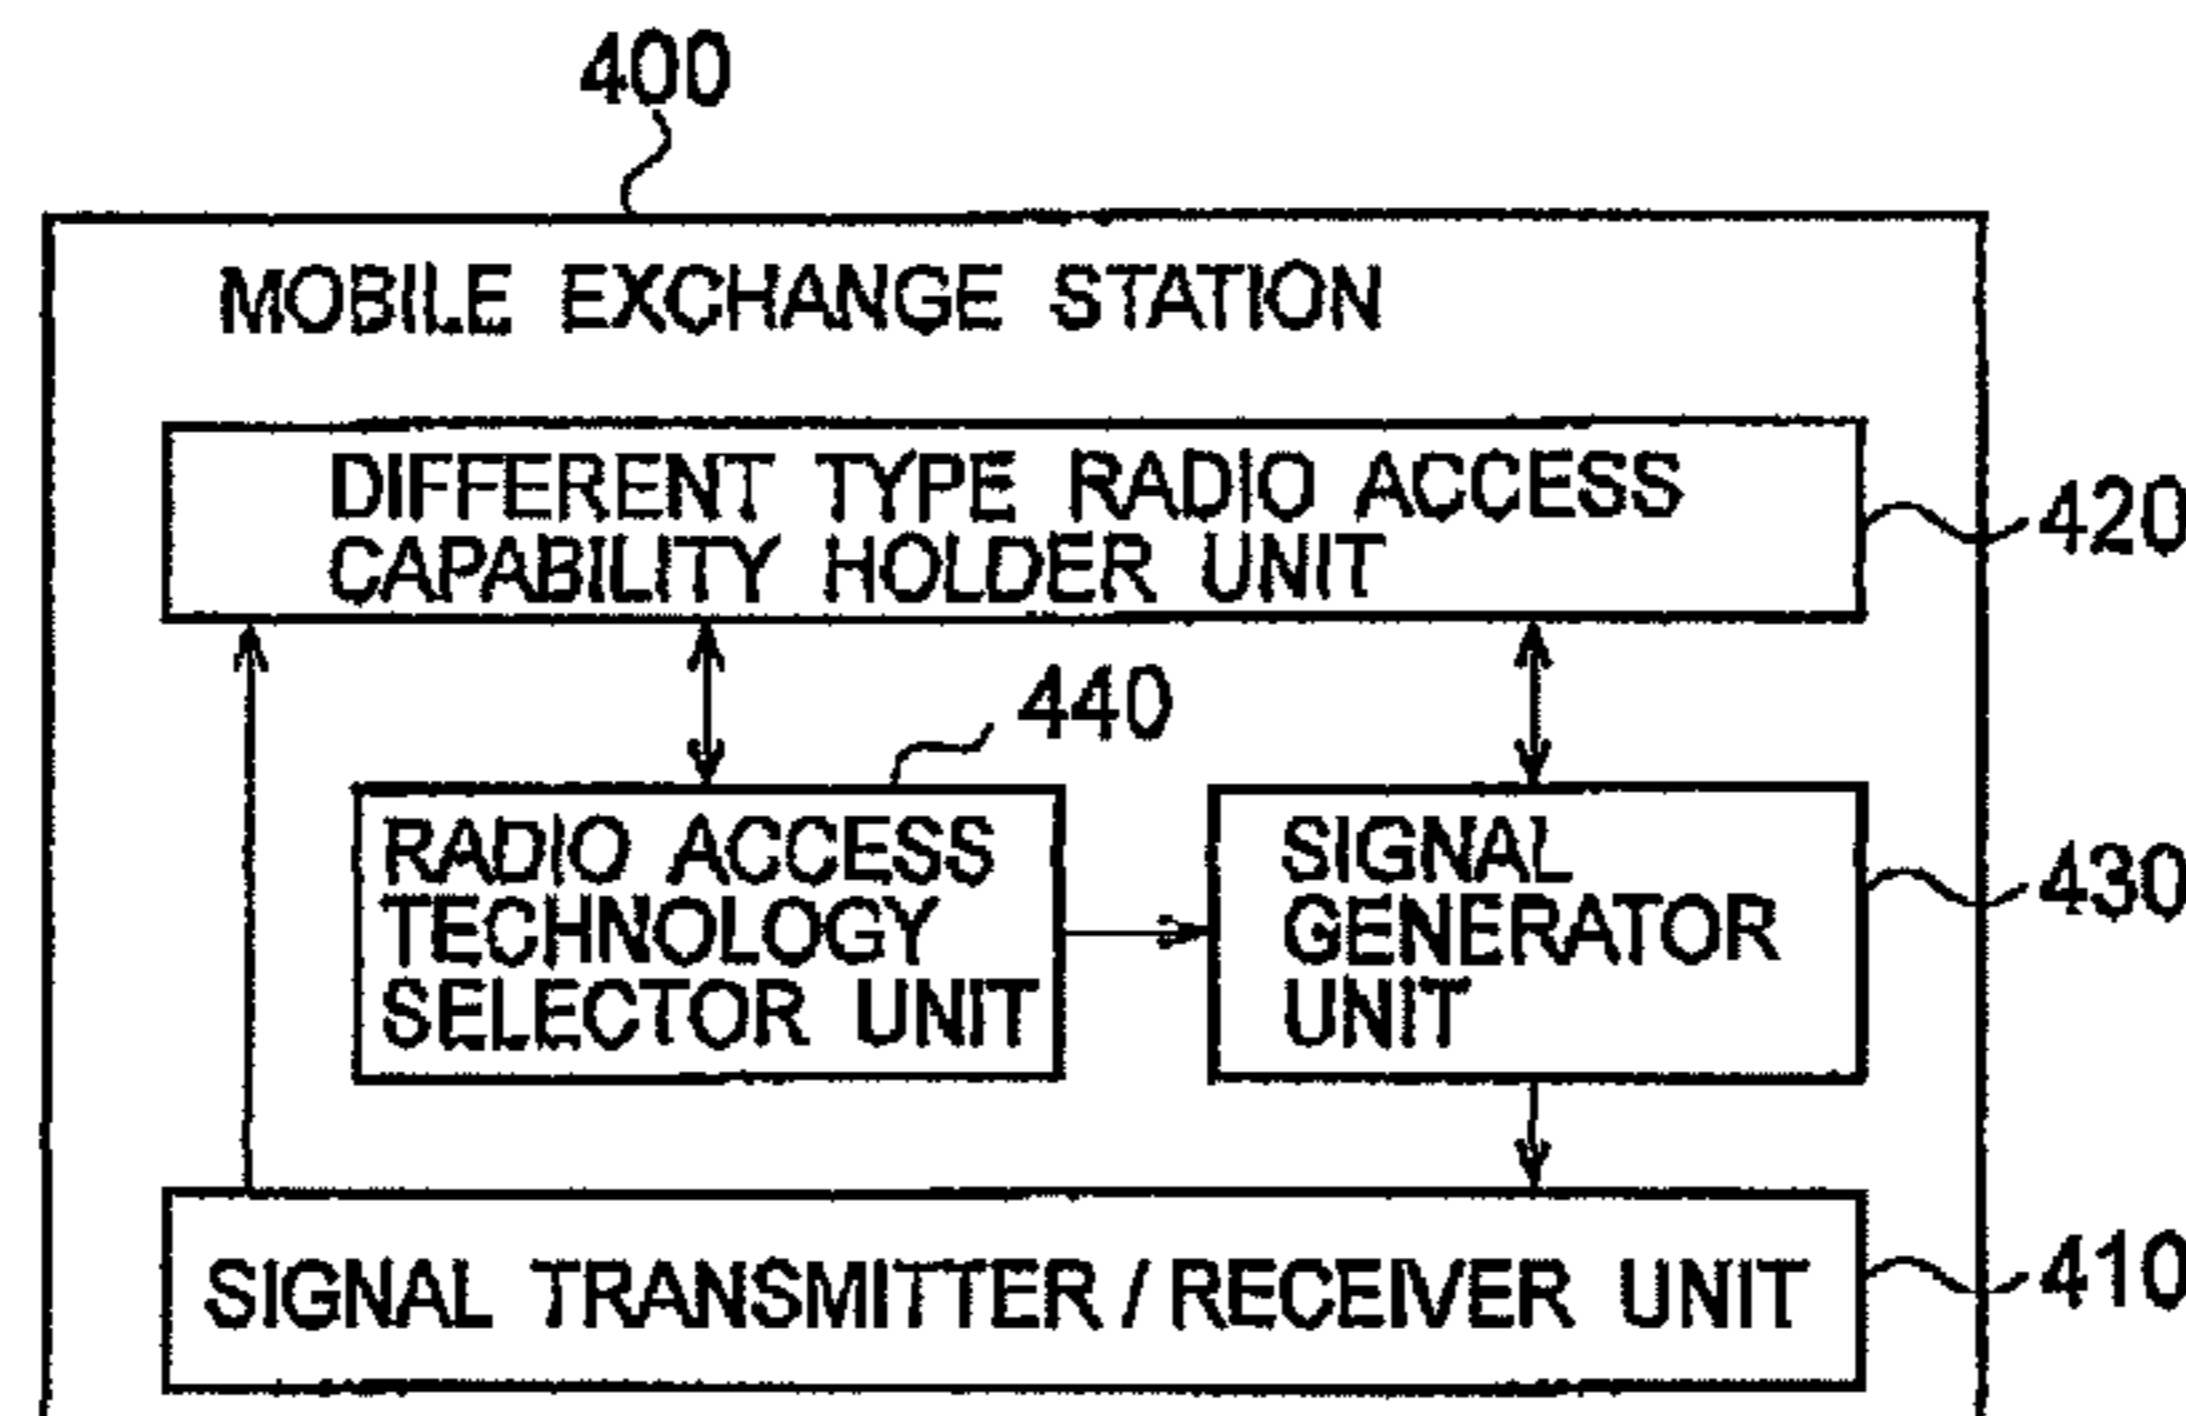 400
MOBILE EXCHANGE STATION
DIFFERENT TYPE RADIO ACCESS
CAPABILITY HOLDER UNIT
420
440
RADIO ACCESS
TECHNOLOGY
SELECTOR UNIT
SIGNAL
GENERATOR
UNIT
430
SIGNAL TRANSMITTER / RECEIVER UNIT
410